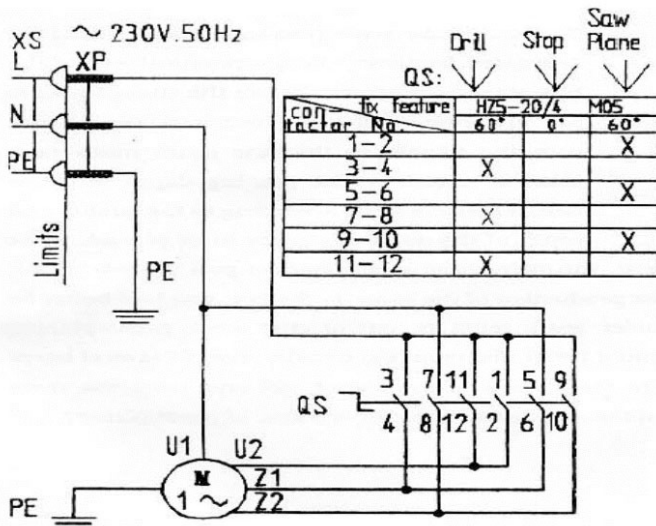 ~ 230V.50Hz
XS
XP
L
N
PE
Limits
PE
Drill
Stop
Saw
Plane
QS:
fix feature
HZ5-20/4 M05
con
tactor No.
60° 0° 60°
1-2 X
3-4 X
5-6 X
7-8 X
9-10 X
11-12 X
3 7 11 1 5 9
QS
4 8 12 2 6 10
U1 U2
M
1 ~
Z1
Z2
PE